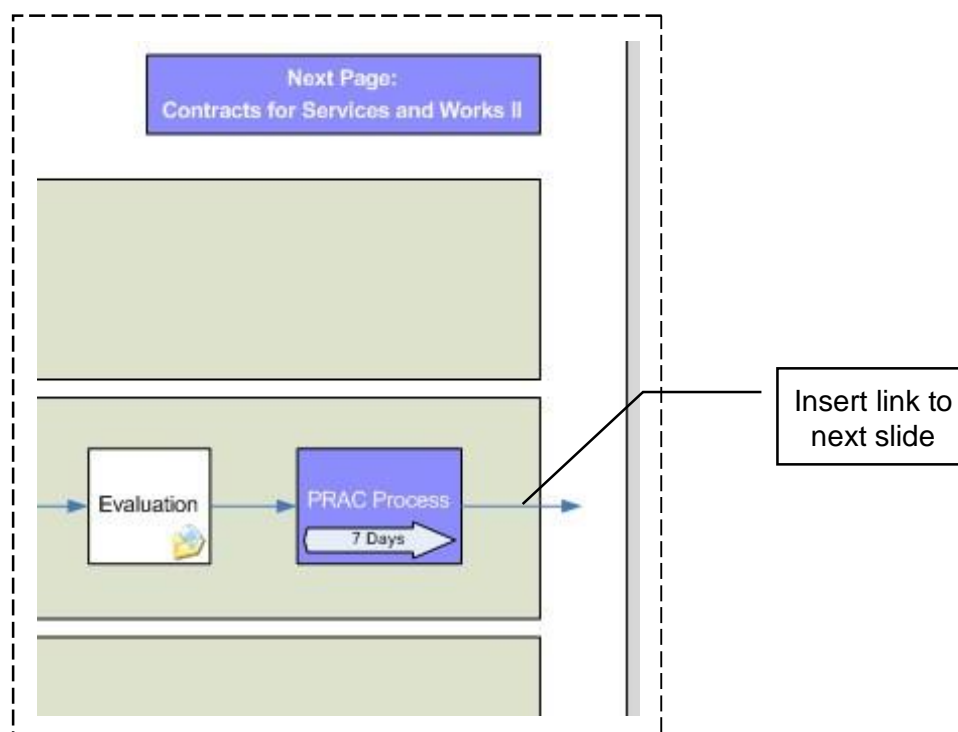 Next Page:
Contracts for Services and Works II
Insert link to
next slide
Evaluation
PRAC Process
7 Days